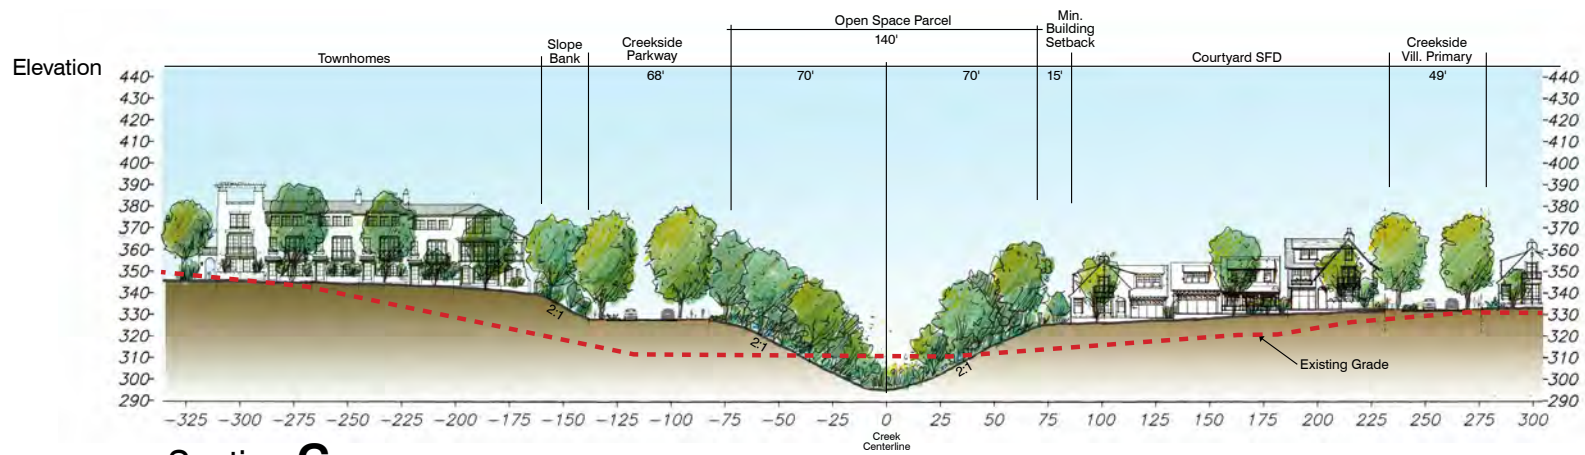 Open Space Parcel
140'
Min.
Building
Setback
Elevation
Townhomes
Slope
Bank
Creekside
Parkway
Courtyard SFD
Creekside
Vill. Primary
68'
70'
70'
15'
49'
440 440
430 430
420 420
410 410
400 400
390 390
380 380
370 370
360 360
350 350
340 340
330 330
320 320
310 310
300 300
290 290
2:1
2:1
2:1
Existing Grade
-325 -300 -275 -250 -225 -200 -175 -150 -125 -100 -75 -50 -25 0 25 50 75 100 125 150 175 200 225 250 275 300
Creek
Centerline